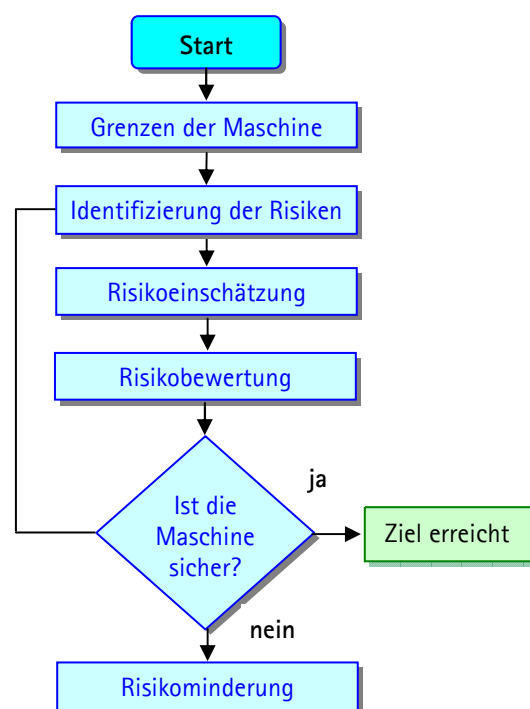 Start
Grenzen der Maschine
Identifizierung der Risiken
Risikoeinschätzung
Risikobewertung
Ist die
Maschine
sicher?
ja
Ziel erreicht
nein
Risikominderung